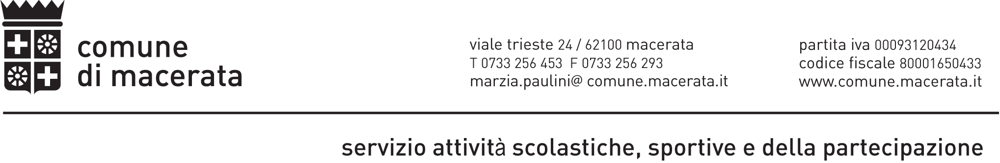 comune
di macerata
viale trieste 24 / 62100 macerata
T 0733 256 453  F 0733 256 293
marzia.paulini@ comune.macerata.it
partita iva 00093120434
codice fiscale 80001650433
www.comune.macerata.it
servizio attività scolastiche, sportive e della partecipazione